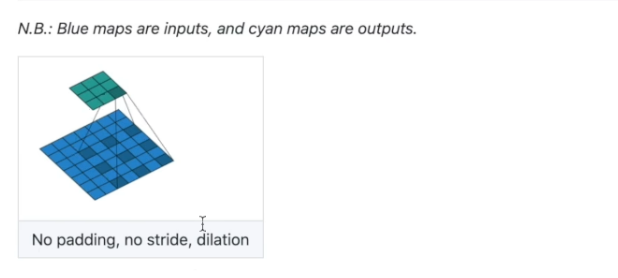 N.B.: Blue maps are inputs, and cyan maps are outputs.
No padding, no stride, dilation